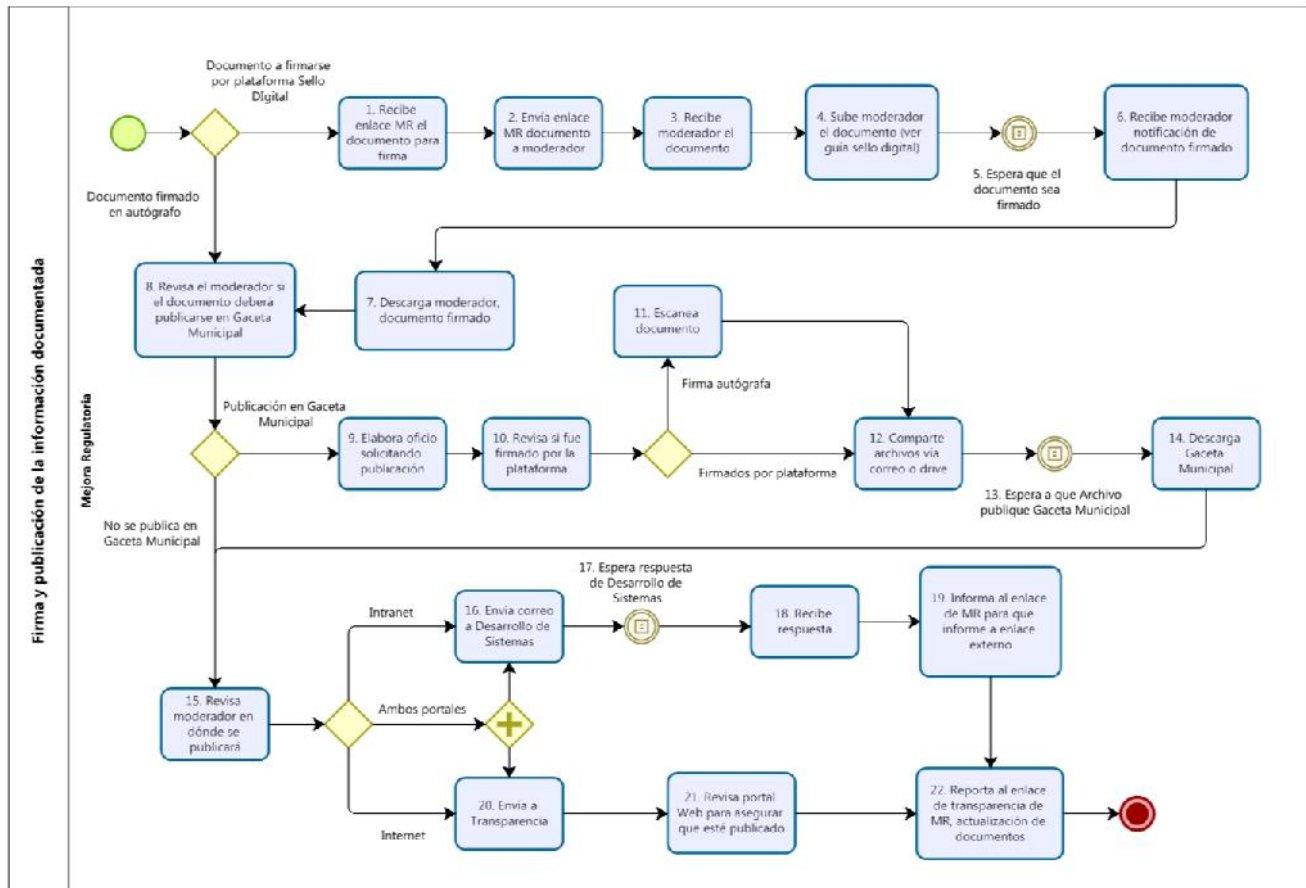 Firma y publicación de la información documentada
Mejora Regulatoria
Documento a firmarse
por plataforma Sello
DIgital
1. Recibe
enlace MR el
documento para
firma
2. Envía enlace
MR documento
a moderador
3. Recibe
moderador el
documento
4. Sube moderador
el documento (ver
guía sello digital)
5. Espera que el
documento sea
firmado
6. Recibe moderador
notificación de
documento firmado
Documento firmado
en autógrafo
8. Revisa el moderador si
el documento deberá
publicarse en Gaceta
Municipal
7. Descarga moderador,
documento firmado
11. Escanea
documento
Firma autógrafa
Publicación en Gaceta
Municipal
9. Elabora oficio
solicitando
publicación
10. Revisa si fue
firmado por la
plataforma
Firmados por plataforma
12. Comparte
archivos vía
correo o drive
13. Espera a que Archivo
publique Gaceta Municipal
14. Descarga
Gaceta
Municipal
No se publica en
Gaceta Municipal
15. Revisa
moderador en
dónde se
publicará
Intranet
Ambos portales
Internet
16. Envía correo
a Desarrollo de
Sistemas
17. Espera respuesta
de Desarrollo de
Sistemas
18. Recibe
respuesta
19. Informa al enlace
de MR para que
informe a enlace
externo
20. Envía a
Transparencia
21. Revisa portal
Web para asegurar
que esté publicado
22. Reporta al enlace
de transparencia de
MR, actualización de
documentos